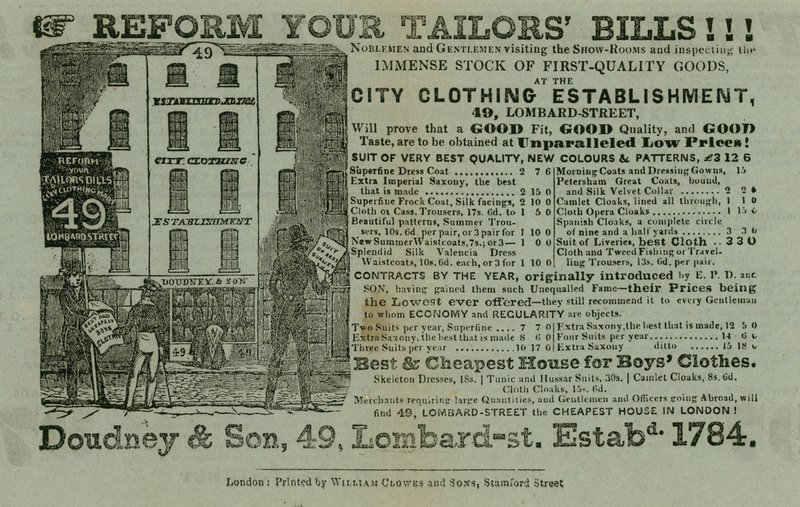 REFORM YOUR TAILORS' BILLS!!!
NOBLEMEN and GENTLEMEN visiting the SHOW-ROOMS and inspecting the
IMMENSE STOCK OF FIRST-QUALITY GOODS,
AT THE
CITY CLOTHING ESTABLISHMENT,
49, LOMBARD-STREET,
Will prove that a GOOD Fit, GOOD Quality, and GOOD
Taste, are to be obtained at Unparalleled Low Prices!
SUIT OF VERY BEST QUALITY, NEW COLOURS & PATTERNS, £3 12 6
Superfine Dress Coat 2 7 6
Extra Imperial Saxony, the best
that is made 2 15 0
Superfine Frock Coat, Silk facings, 2 10 0
Cloth or Cass. Trousers, 17s. 6d. to 1 5 0
Beautiful patterns, Summer Trou-
sers, 10s. 6d. per pair, or 3 pair for 1 10 0
New Summer Waistcoats, 7s.; or 3— 1 0 0
Splendid Silk Valencia Dress
Waistcoats, 10s. 6d. each, or 3 for 1 10 0
Morning Coats and Dressing Gowns, 15
Petersham Great Coats, bound,
and Silk Velvet Collar 2 2
Camlet Cloaks, lined all through, 1 1 0
Cloth Opera Cloaks 1 15
Spanish Cloaks, a complete circle
of nine and a half yards 3 3
Suit of Liveries, best Cloth .. 3 3 0
Cloth and Tweed Fishing or Travel-
ling Trousers, 13s. 6d. per pair.
CONTRACTS BY THE YEAR, originally introduced by E. P. D. and
SON, having gained them such Unequalled Fame—their Prices being
the Lowest ever offered—they still recommend it to every Gentleman
to whom ECONOMY and REGULARITY are objects.
Two Suits per year, Superfine .... 7 7 0
Extra Saxony, the best that is made 8 6 0
Three Suits per year 10 17 0
Extra Saxony, the best that is made, 12 5 0
Four Suits per year 14 6
Extra Saxony ditto 15 18
Best & Cheapest House for Boys' Clothes.
Skeleton Dresses, 18s. | Tunic and Hussar Suits, 30s. | Camlet Cloaks, 8s. 6d.
Cloth Cloaks, 15s. 6d.
Merchants requiring large Quantities, and Gentlemen and Officers going Abroad, will
find 49, LOMBARD-STREET the CHEAPEST HOUSE IN LONDON!
49
ESTABLISHED AD 1784
CITY CLOTHING
ESTABLISHMENT
DOUDNEY & SON
REFORM
YOUR
TAILORS BILLS
CITY CLOTHING
49
LOMBARD STREET
SUIT
OF BEST
QUALITY
BOYS
CLOTHING
49
49
Doudney & Son, 49, Lombard-st. Estabd. 1784.
London: Printed by WILLIAM CLOWES and SONS, Stamford Street